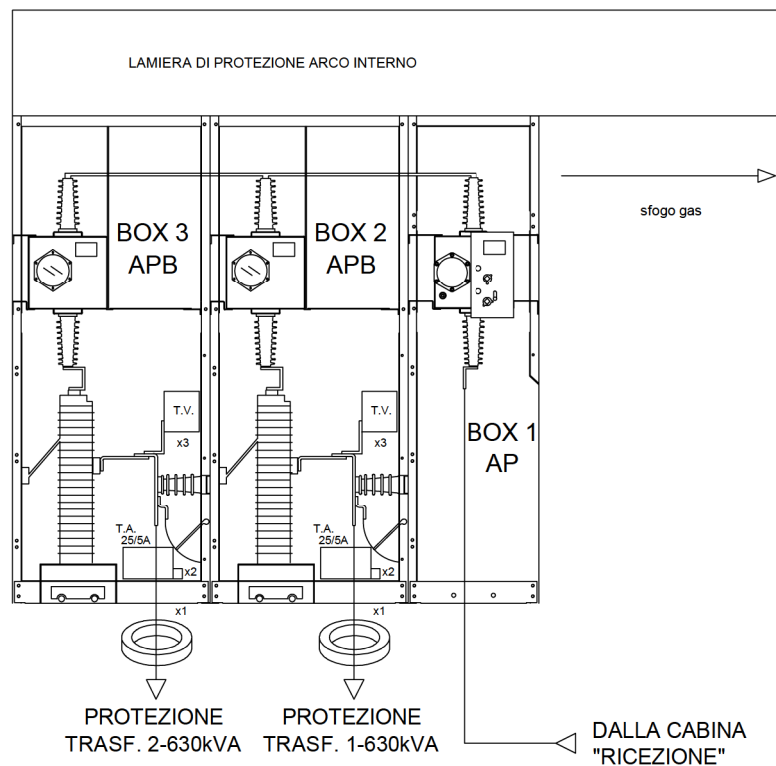 LAMIERA DI PROTEZIONE ARCO INTERNO
sfogo gas
BOX 3
APB
BOX 2
APB
BOX 1
AP
T.V.
x3
T.V.
x3
T.A.
25/5A
x2
T.A.
25/5A
x2
x1
x1
PROTEZIONE
TRASF. 2-630kVA
PROTEZIONE
TRASF. 1-630kVA
DALLA CABINA
"RICEZIONE"